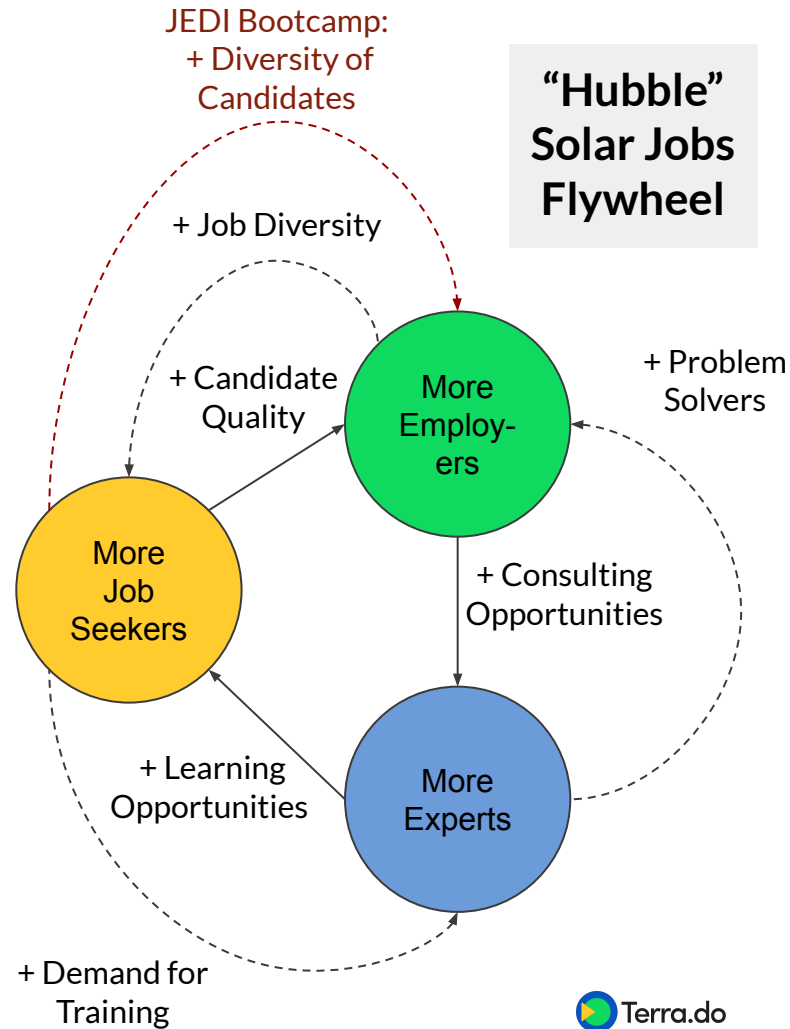 JEDI Bootcamp:
+ Diversity of
Candidates
“Hubble”
Solar Jobs
Flywheel
+ Job Diversity
+ Candidate
Quality
More
Employ-
ers
+ Problem
Solvers
More
Job
Seekers
+ Consulting
Opportunities
+ Learning
Opportunities
More
Experts
+ Demand for
Training
Terra.do